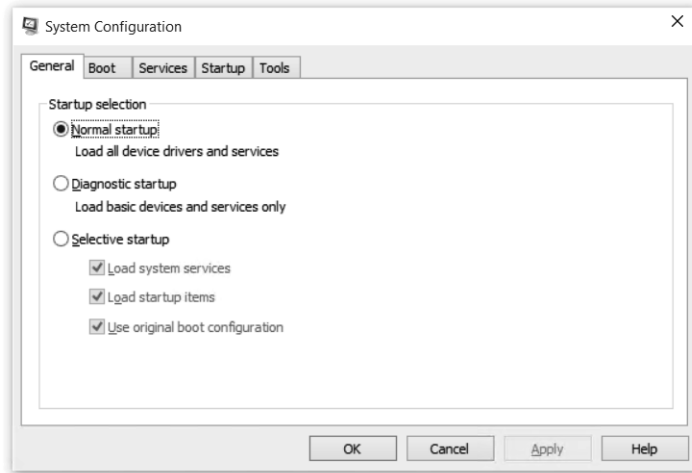 System Configuration
General Boot Services Startup Tools
Startup selection
Normal startup
Load all device drivers and services
Diagnostic startup
Load basic devices and services only
Selective startup
Load system services
Load startup items
Use original boot configuration
OK Cancel Apply Help